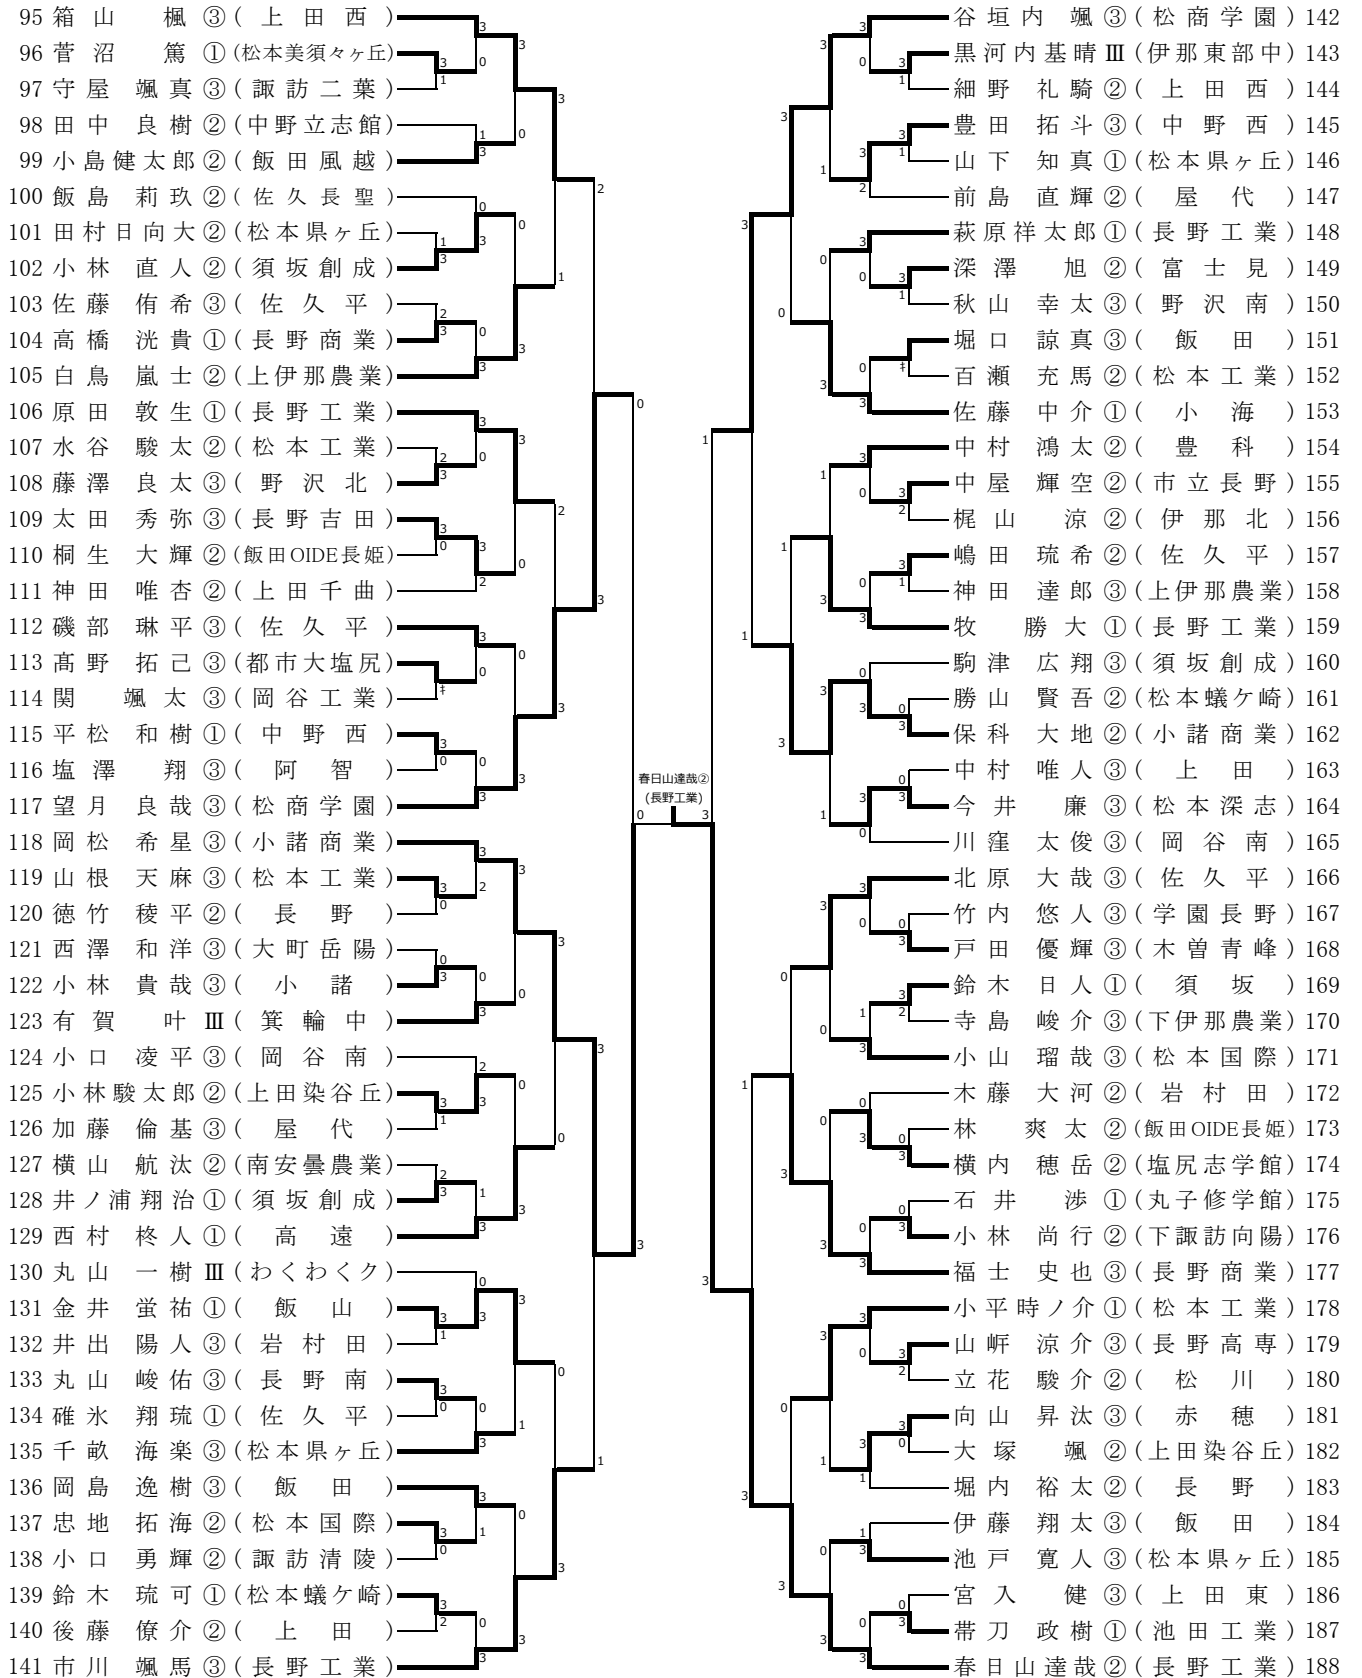 95 箱山 楓 ③ (上田西)
96 菅沼 篤 ① (松本美須々ヶ丘)
97 守屋 颯真 ③ (諏訪二葉)
98 田中 良樹 ② (中野立志館)
99 小島健太郎 ② (飯田風越)
100 飯島 莉玖 ② (佐久長聖)
101 田村日向大 ② (松本県ヶ丘)
102 小林 直人 ② (須坂創成)
103 佐藤 侑希 ③ (佐久平)
104 高橋 洸貴 ① (長野商業)
105 白鳥 嵐士 ② (上伊那農業)
106 原田 敦生 ① (長野工業)
107 水谷 駿太 ② (松本工業)
108 藤澤 良太 ③ (野沢北)
109 太田 秀弥 ③ (長野吉田)
110 桐生 大輝 ② (飯田OIDE長姫)
111 神田 唯杏 ② (上田千曲)
112 磯部 琳平 ③ (佐久平)
113 髙野 拓己 ③ (都市大塩尻)
114 関 颯太 ③ (岡谷工業)
115 平松 和樹 ① (中野西)
116 塩澤 翔 ③ (阿智)
117 望月 良哉 ③ (松商学園)
118 岡松 希星 ③ (小諸商業)
119 山根 天麻 ③ (松本工業)
120 徳竹 稜平 ② (長野)
121 西澤 和洋 ③ (大町岳陽)
122 小林 貴哉 ③ (小諸)
123 有賀 叶 Ⅲ (箕輪中)
124 小口 凌平 ③ (岡谷南)
125 小林駿太郎 ② (上田染谷丘)
126 加藤 倫基 ③ (屋代)
127 横山 航汰 ② (南安曇農業)
128 井ノ浦翔治 ① (須坂創成)
129 西村 柊人 ① (高遠)
130 丸山 一樹 Ⅲ (わくわくク)
131 金井 蛍祐 ① (飯山)
132 井出 陽人 ③ (岩村田)
133 丸山 峻佑 ③ (長野南)
134 碓氷 翔琉 ① (佐久平)
135 千畝 海楽 ③ (松本県ヶ丘)
136 岡島 逸樹 ③ (飯田)
137 忠地 拓海 ② (松本国際)
138 小口 勇輝 ② (諏訪清陵)
139 鈴木 琉可 ① (松本蟻ケ崎)
140 後藤 僚介 ② (上田)
141 市川 颯馬 ③ (長野工業)
春日山達哉②
(長野工業)
谷垣内 颯 ③ (松商学園) 142
黒河内基晴 Ⅲ (伊那東部中) 143
細野 礼騎 ② (上田西) 144
豊田 拓斗 ③ (中野西) 145
山下 知真 ① (松本県ヶ丘) 146
前島 直輝 ② (屋代) 147
萩原祥太郎 ① (長野工業) 148
深澤 旭 ② (富士見) 149
秋山 幸太 ③ (野沢南) 150
堀口 諒真 ③ (飯田) 151
百瀬 充馬 ② (松本工業) 152
佐藤 中介 ① (小海) 153
中村 鴻太 ② (豊科) 154
中屋 輝空 ② (市立長野) 155
梶山 涼 ② (伊那北) 156
嶋田 琉希 ② (佐久平) 157
神田 達郎 ③ (上伊那農業) 158
牧 勝大 ① (長野工業) 159
駒津 広翔 ③ (須坂創成) 160
勝山 賢吾 ② (松本蟻ケ崎) 161
保科 大地 ② (小諸商業) 162
中村 唯人 ③ (上田) 163
今井 廉 ③ (松本深志) 164
川窪 太俊 ③ (岡谷南) 165
北原 大哉 ③ (佐久平) 166
竹内 悠人 ③ (学園長野) 167
戸田 優輝 ③ (木曽青峰) 168
鈴木 日人 ① (須坂) 169
寺島 峻介 ③ (下伊那農業) 170
小山 瑠哉 ③ (松本国際) 171
木藤 大河 ② (岩村田) 172
林 爽太 ② (飯田OIDE長姫) 173
横内 穂岳 ② (塩尻志学館) 174
石井 渉 ① (丸子修学館) 175
小林 尚行 ② (下諏訪向陽) 176
福士 史也 ③ (長野商業) 177
小平時ノ介 ① (松本工業) 178
山㟁 涼介 ③ (長野高専) 179
立花 駿介 ② (松川) 180
向山 昇汰 ③ (赤穂) 181
大塚 颯 ② (上田染谷丘) 182
堀内 裕太 ② (長野) 183
伊藤 翔太 ③ (飯田) 184
池戸 寛人 ③ (松本県ヶ丘) 185
宮入 健 ③ (上田東) 186
帯刀 政樹 ① (池田工業) 187
春日山達哉 ② (長野工業) 188